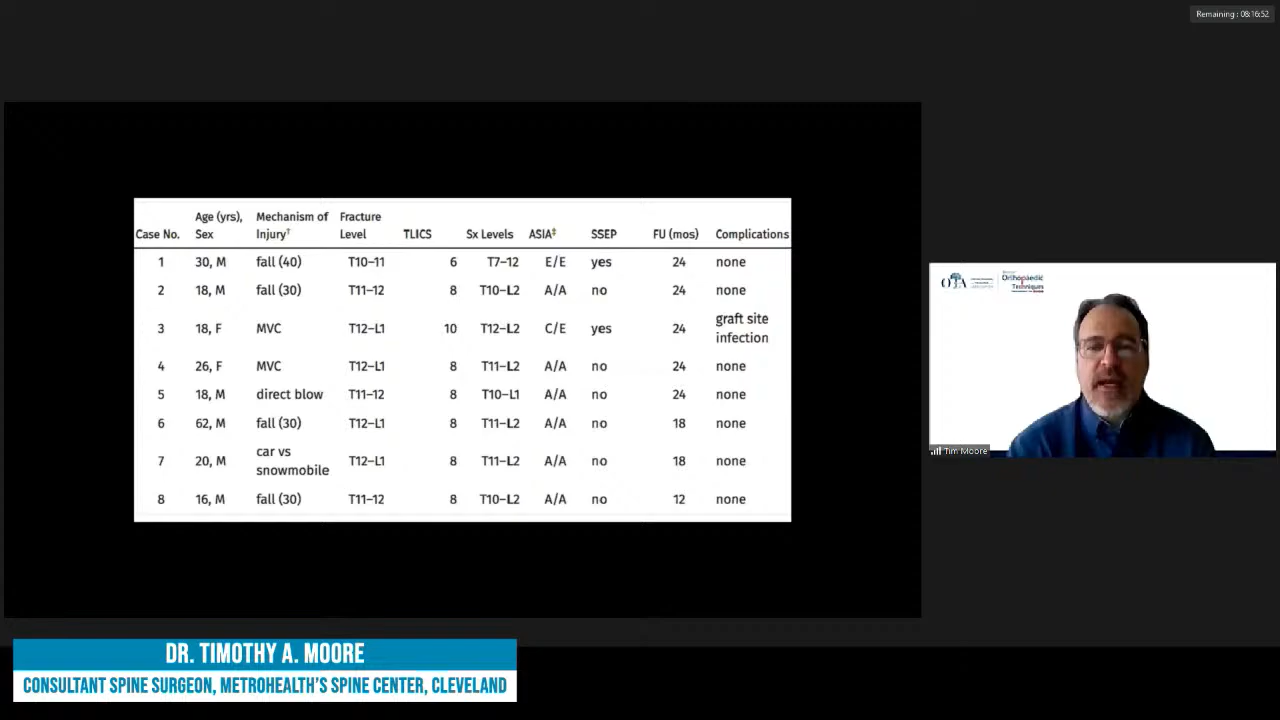 Remaining : 08:16:52
Age (yrs), Mechanism of Fracture
Case No. Sex Injury† Level TLICS Sx Levels ASIA‡ SSEP FU (mos) Complications
1 30, M fall (40) T10–11 6 T7–12 E/E yes 24 none
2 18, M fall (30) T11–12 8 T10–L2 A/A no 24 none
3 18, F MVC T12–L1 10 T12–L2 C/E yes 24 graft site
infection
4 26, F MVC T12–L1 8 T11–L2 A/A no 24 none
5 18, M direct blow T11–12 8 T10–L1 A/A no 24 none
6 62, M fall (30) T12–L1 8 T11–L2 A/A no 18 none
7 20, M car vs
snowmobile T12–L1 8 T11–L2 A/A no 18 none
8 16, M fall (30) T11–12 8 T10–L2 A/A no 12 none
OTA
Orthopaedic
Techniques
Tim Moore
DR. TIMOTHY A. MOORE
CONSULTANT SPINE SURGEON, METROHEALTH'S SPINE CENTER, CLEVELAND